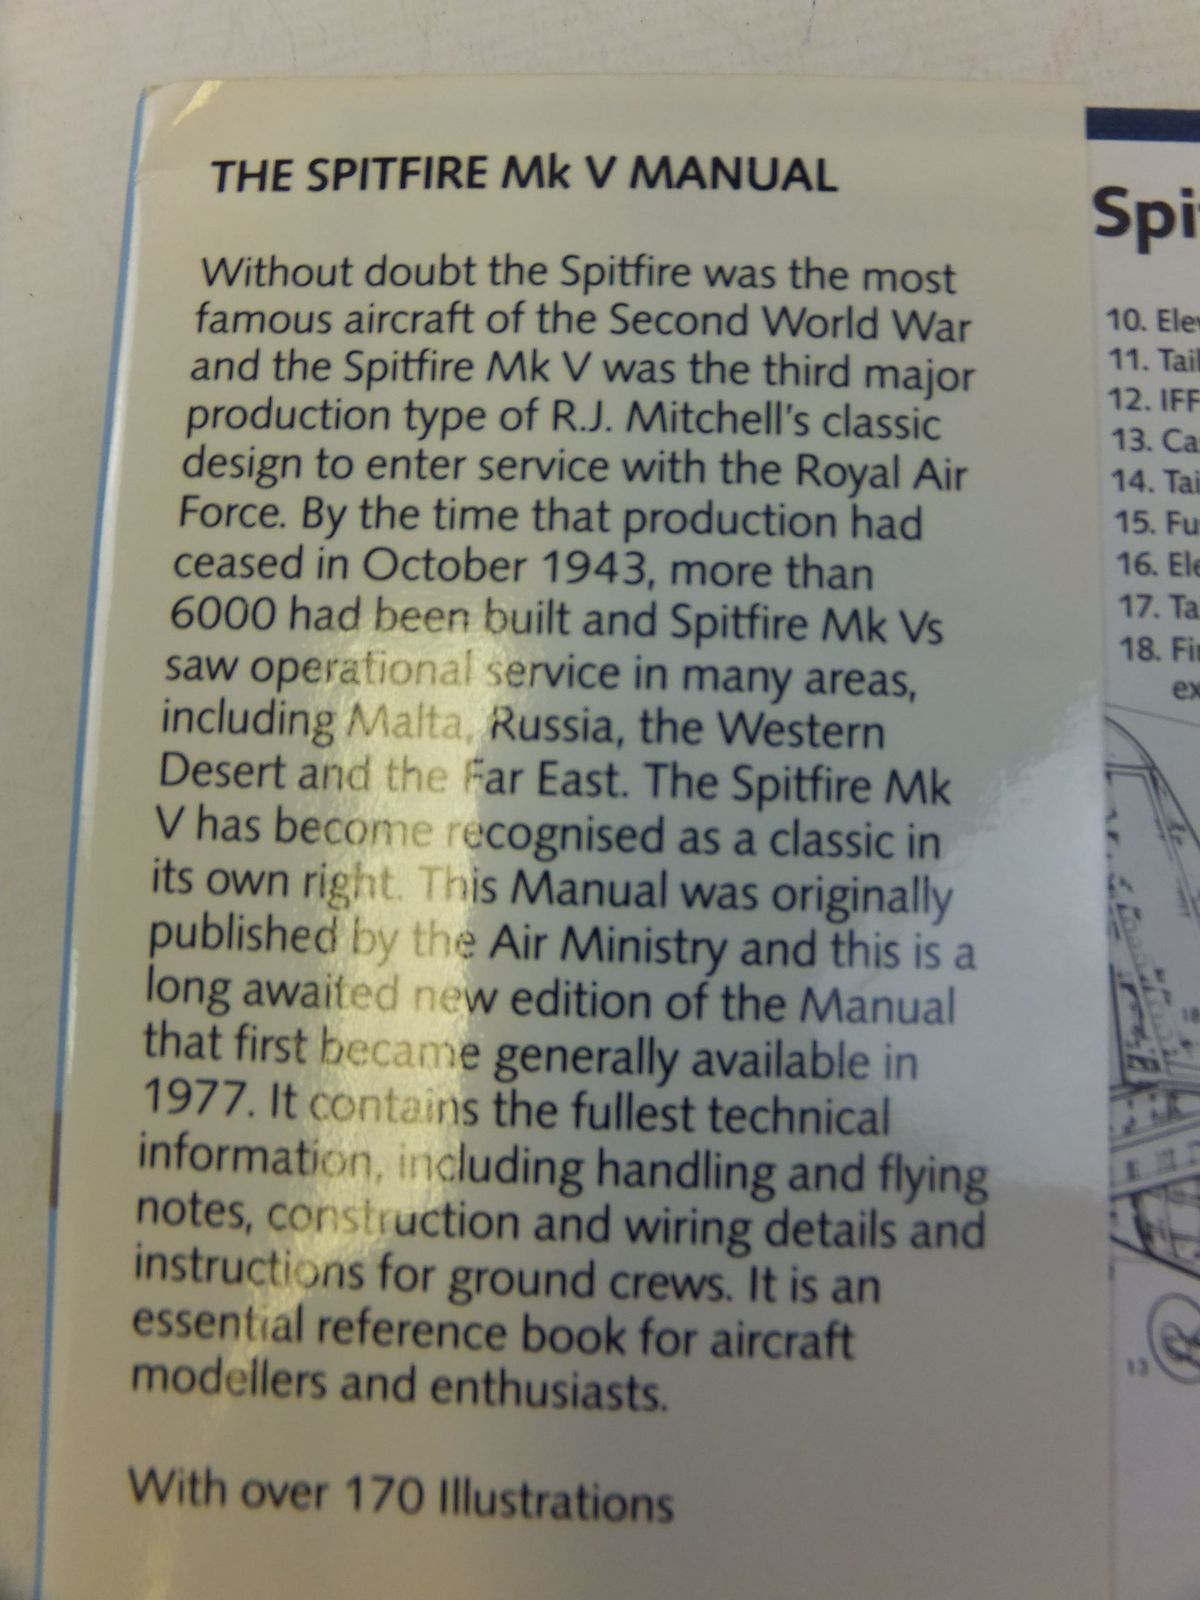 THE SPITFIRE Mk V MANUAL
Without doubt the Spitfire was the most
famous aircraft of the Second World War
and the Spitfire Mk V was the third major
production type of R.J. Mitchell's classic
design to enter service with the Royal Air
Force. By the time that production had
ceased in October 1943, more than
6000 had been built and Spitfire Mk Vs
saw operational service in many areas,
including Malta, Russia, the Western
Desert and the Far East. The Spitfire Mk
V has become recognised as a classic in
its own right. This Manual was originally
published by the Air Ministry and this is a
long awaited new edition of the Manual
that first became generally available in
1977. It contains the fullest technical
information, including handling and flying
notes, construction and wiring details and
instructions for ground crews. It is an
essential reference book for aircraft
modellers and enthusiasts.
With over 170 Illustrations
Spi
10. Ele
11. Tail
12. IFF
13. Ca
14. Tai
15. Fu
16. Ele
17. Ta
18. Fi
ex
18
13